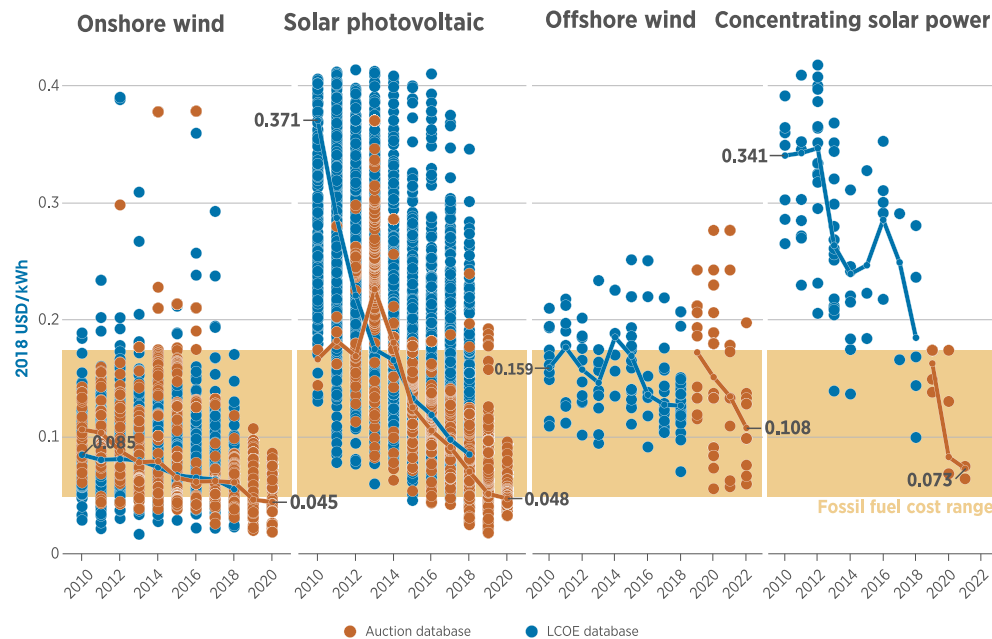 Onshore wind
Solar photovoltaic
Offshore wind
Concentrating solar power
2018 USD/kWh
0.4
0.3
0.2
0.1
0
0.085
0.045
0.371
0.048
0.159
0.108
0.341
0.073
Fossil fuel cost range
2010 2012 2014 2016 2018 2020
2010 2012 2014 2016 2018 2020
2010 2012 2014 2016 2018 2020 2022
2010 2012 2014 2016 2018 2020 2022
Auction database
LCOE database